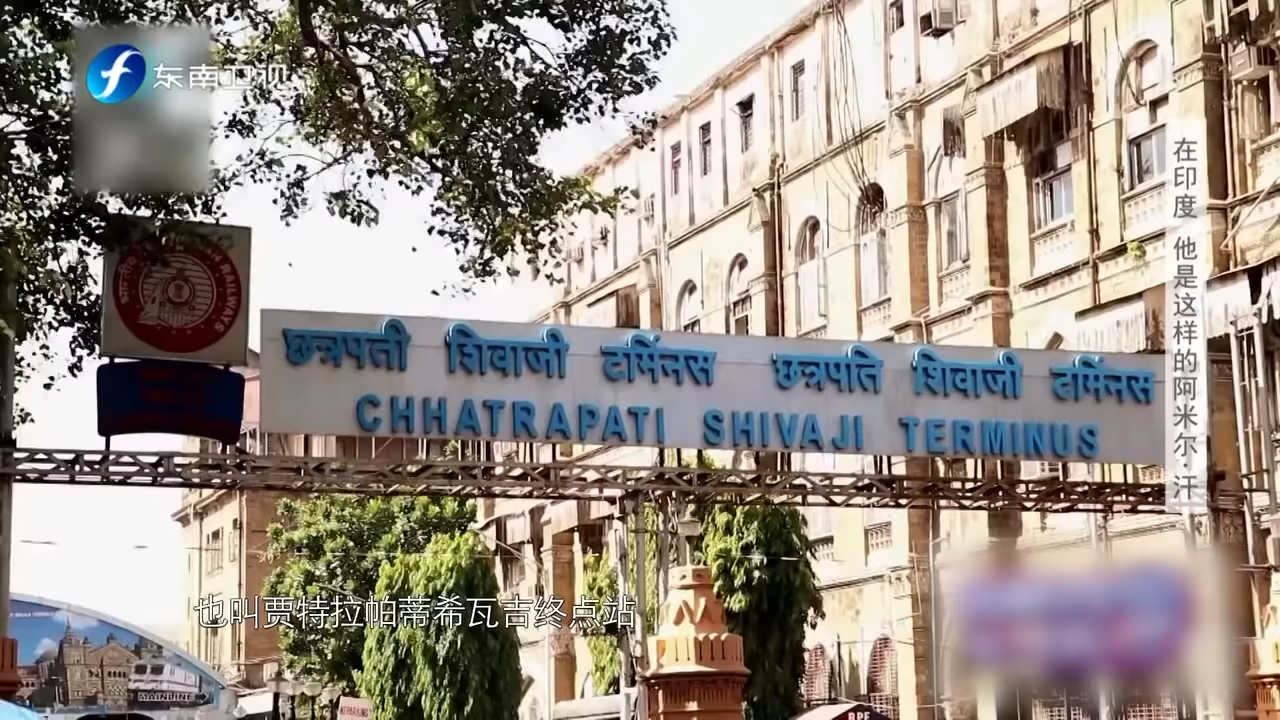 东南卫视
RAILWAYS
छत्रपती शिवाजी टर्मिनस छत्रपति शिवाजी टर्मिनस
CHHATRAPATI SHIVAJI TERMINUS
在印度 他是这样的阿米尔·汗
也叫贾特拉帕蒂希瓦吉终点站
MAINLINE
RPF